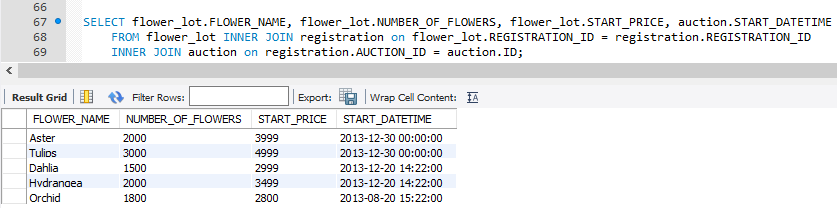 66
67 SELECT flower_lot.FLOWER_NAME, flower_lot.NUMBER_OF_FLOWERS, flower_lot.START_PRICE, auction.START_DATETIME
68 FROM flower_lot INNER JOIN registration on flower_lot.REGISTRATION_ID = registration.REGISTRATION_ID
69 INNER JOIN auction on registration.AUCTION_ID = auction.ID;
Result Grid Filter Rows: Export: Wrap Cell Content: IA
FLOWER_NAME NUMBER_OF_FLOWERS START_PRICE START_DATETIME
Aster 2000 3999 2013-12-30 00:00:00
Tulips 3000 4999 2013-12-30 00:00:00
Dahlia 1500 2999 2013-12-20 14:22:00
Hydrangea 2000 3499 2013-12-20 14:22:00
Orchid 1800 2800 2013-08-20 15:22:00